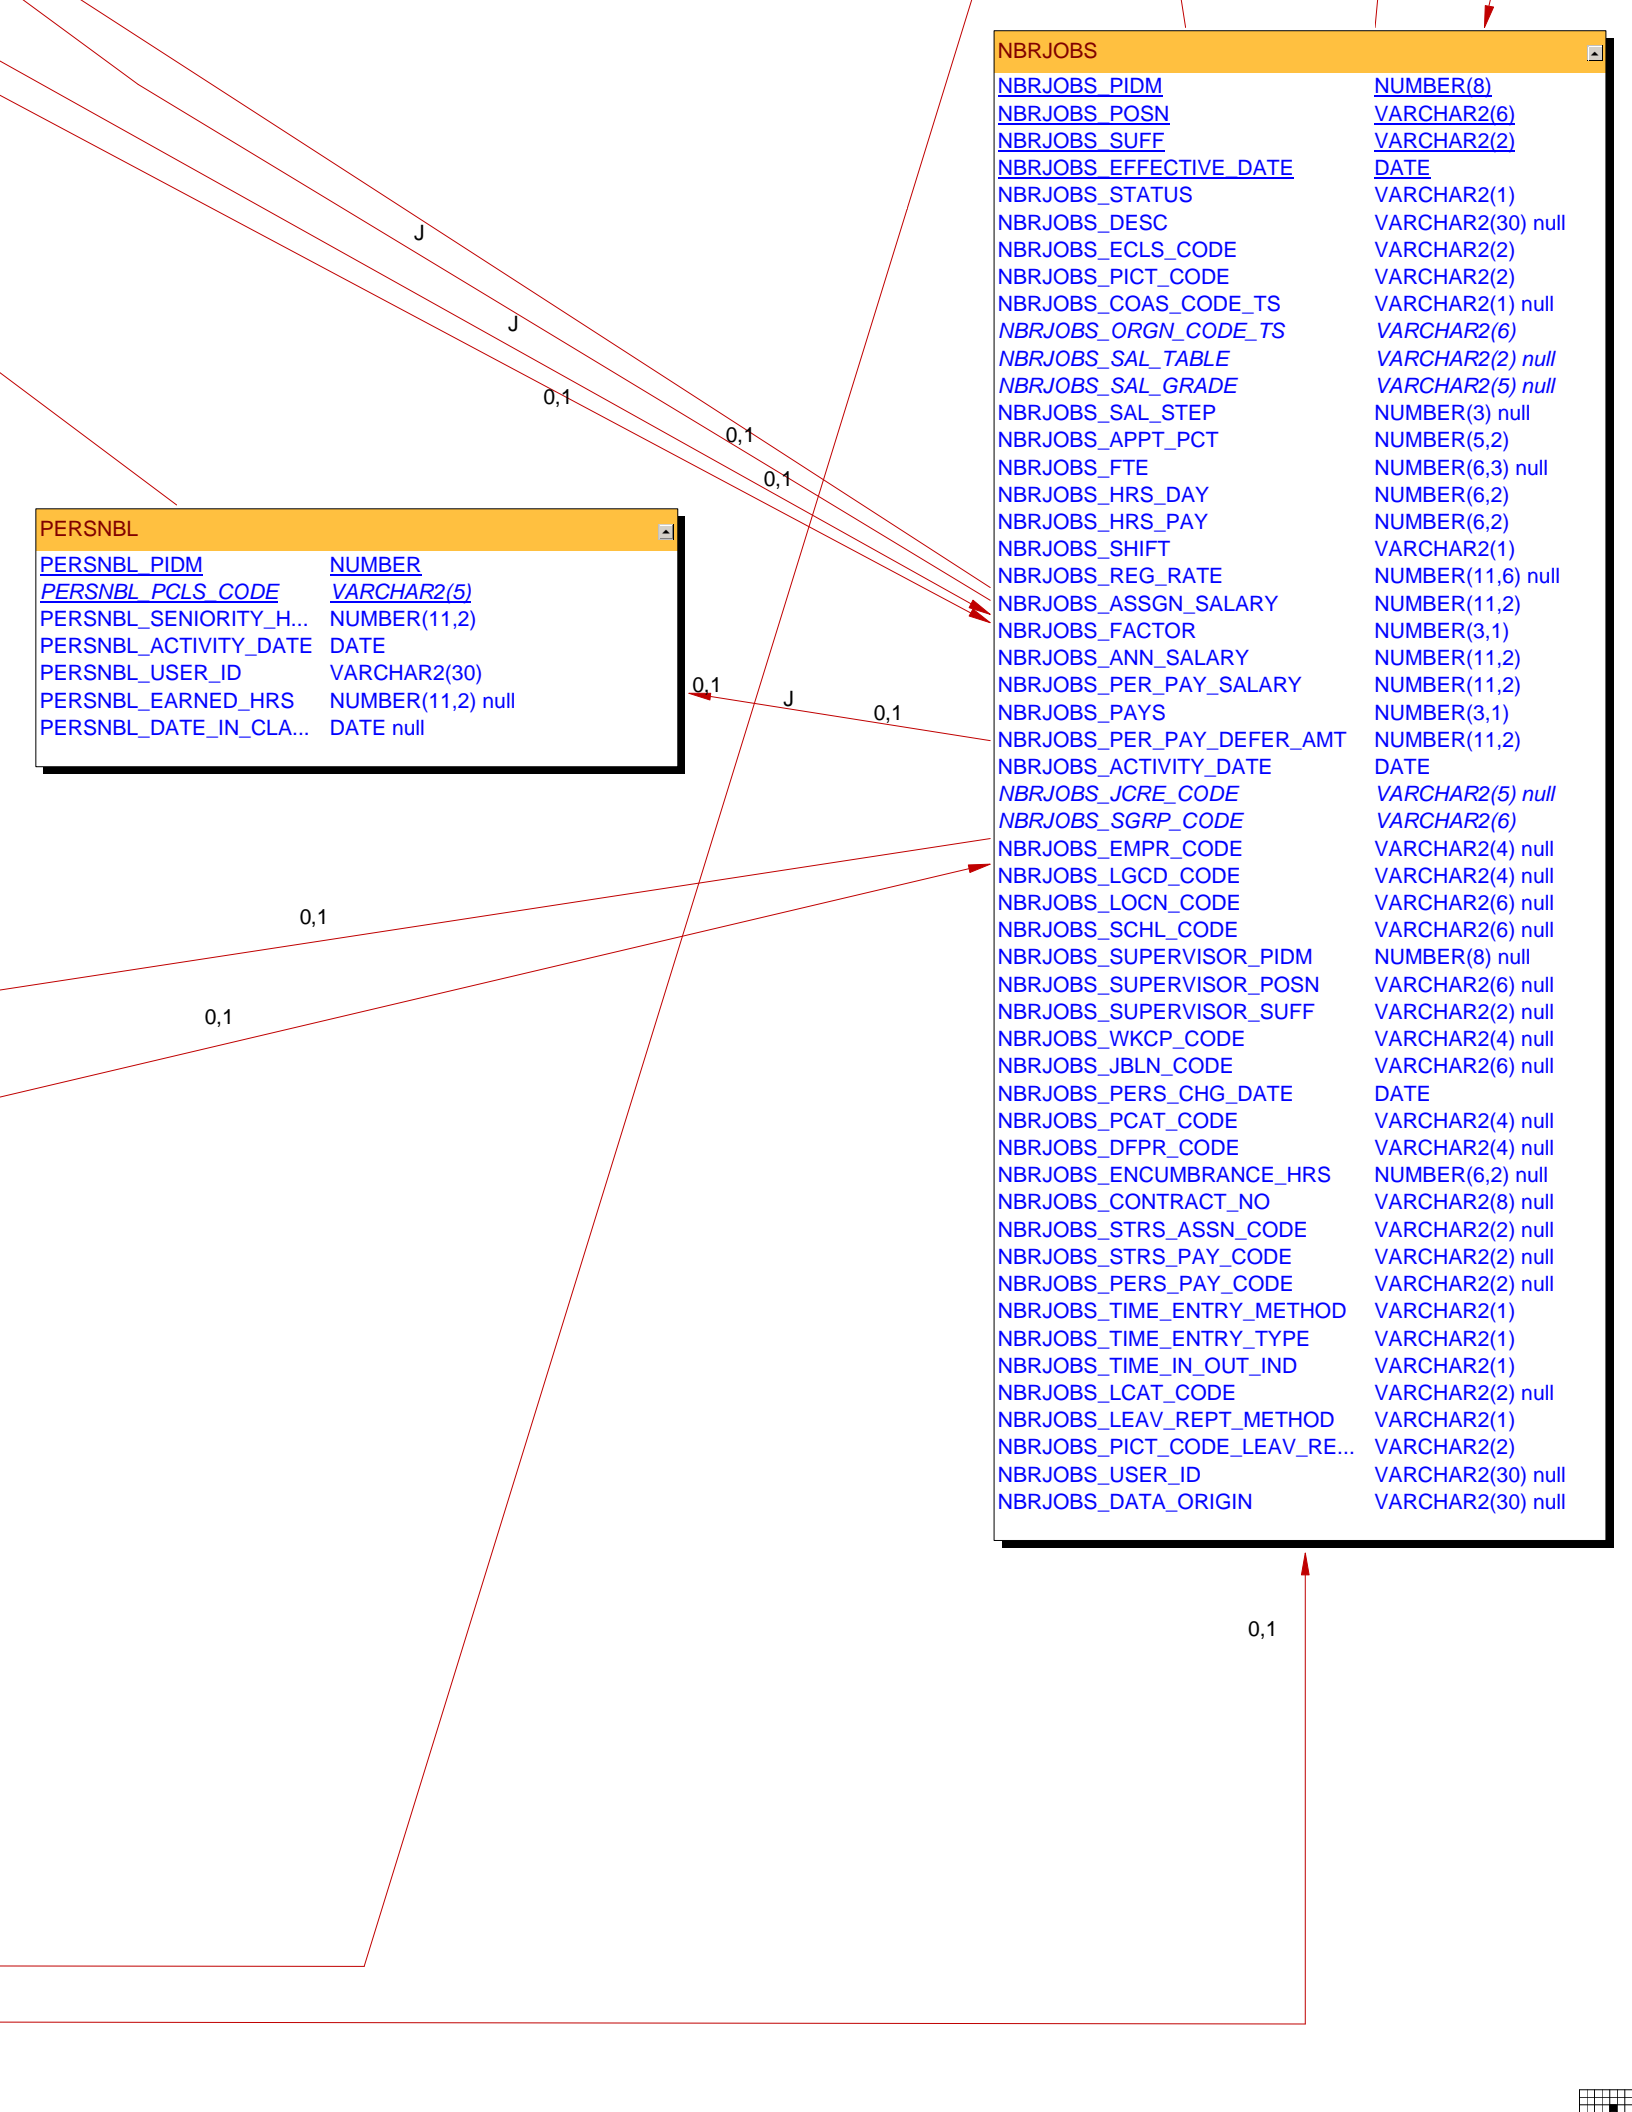 NBRJOBS
NBRJOBS_PIDM NUMBER(8)
NBRJOBS_POSN VARCHAR2(6)
NBRJOBS_SUFF VARCHAR2(2)
NBRJOBS_EFFECTIVE_DATE DATE
NBRJOBS_STATUS VARCHAR2(1)
NBRJOBS_DESC VARCHAR2(30) null
NBRJOBS_ECLS_CODE VARCHAR2(2)
NBRJOBS_PICT_CODE VARCHAR2(2)
NBRJOBS_COAS_CODE_TS VARCHAR2(1) null
NBRJOBS_ORGN_CODE_TS VARCHAR2(6)
NBRJOBS_SAL_TABLE VARCHAR2(2) null
NBRJOBS_SAL_GRADE VARCHAR2(5) null
NBRJOBS_SAL_STEP NUMBER(3) null
NBRJOBS_APPT_PCT NUMBER(5,2)
NBRJOBS_FTE NUMBER(6,3) null
NBRJOBS_HRS_DAY NUMBER(6,2)
NBRJOBS_HRS_PAY NUMBER(6,2)
NBRJOBS_SHIFT VARCHAR2(1)
NBRJOBS_REG_RATE NUMBER(11,6) null
NBRJOBS_ASSGN_SALARY NUMBER(11,2)
NBRJOBS_FACTOR NUMBER(3,1)
NBRJOBS_ANN_SALARY NUMBER(11,2)
NBRJOBS_PER_PAY_SALARY NUMBER(11,2)
NBRJOBS_PAYS NUMBER(3,1)
NBRJOBS_PER_PAY_DEFER_AMT NUMBER(11,2)
NBRJOBS_ACTIVITY_DATE DATE
NBRJOBS_JCRE_CODE VARCHAR2(5) null
NBRJOBS_SGRP_CODE VARCHAR2(6)
NBRJOBS_EMPR_CODE VARCHAR2(4) null
NBRJOBS_LGCD_CODE VARCHAR2(4) null
NBRJOBS_LOCN_CODE VARCHAR2(6) null
NBRJOBS_SCHL_CODE VARCHAR2(6) null
NBRJOBS_SUPERVISOR_PIDM NUMBER(8) null
NBRJOBS_SUPERVISOR_POSN VARCHAR2(6) null
NBRJOBS_SUPERVISOR_SUFF VARCHAR2(2) null
NBRJOBS_WKCP_CODE VARCHAR2(4) null
NBRJOBS_JBLN_CODE VARCHAR2(6) null
NBRJOBS_PERS_CHG_DATE DATE
NBRJOBS_PCAT_CODE VARCHAR2(4) null
NBRJOBS_DFPR_CODE VARCHAR2(4) null
NBRJOBS_ENCUMBRANCE_HRS NUMBER(6,2) null
NBRJOBS_CONTRACT_NO VARCHAR2(8) null
NBRJOBS_STRS_ASSN_CODE VARCHAR2(2) null
NBRJOBS_STRS_PAY_CODE VARCHAR2(2) null
NBRJOBS_PERS_PAY_CODE VARCHAR2(2) null
NBRJOBS_TIME_ENTRY_METHOD VARCHAR2(1)
NBRJOBS_TIME_ENTRY_TYPE VARCHAR2(1)
NBRJOBS_TIME_IN_OUT_IND VARCHAR2(1)
NBRJOBS_LCAT_CODE VARCHAR2(2) null
NBRJOBS_LEAV_REPT_METHOD VARCHAR2(1)
NBRJOBS_PICT_CODE_LEAV_RE... VARCHAR2(2)
NBRJOBS_USER_ID VARCHAR2(30) null
NBRJOBS_DATA_ORIGIN VARCHAR2(30) null
J
J
0,1
0,1
0,1
PERSNBL
PERSNBL_PIDM NUMBER
PERSNBL_PCLS_CODE VARCHAR2(5)
PERSNBL_SENIORITY_H... NUMBER(11,2)
PERSNBL_ACTIVITY_DATE DATE
PERSNBL_USER_ID VARCHAR2(30)
PERSNBL_EARNED_HRS NUMBER(11,2) null
PERSNBL_DATE_IN_CLA... DATE null
0,1
J
0,1
0,1
0,1
0,1